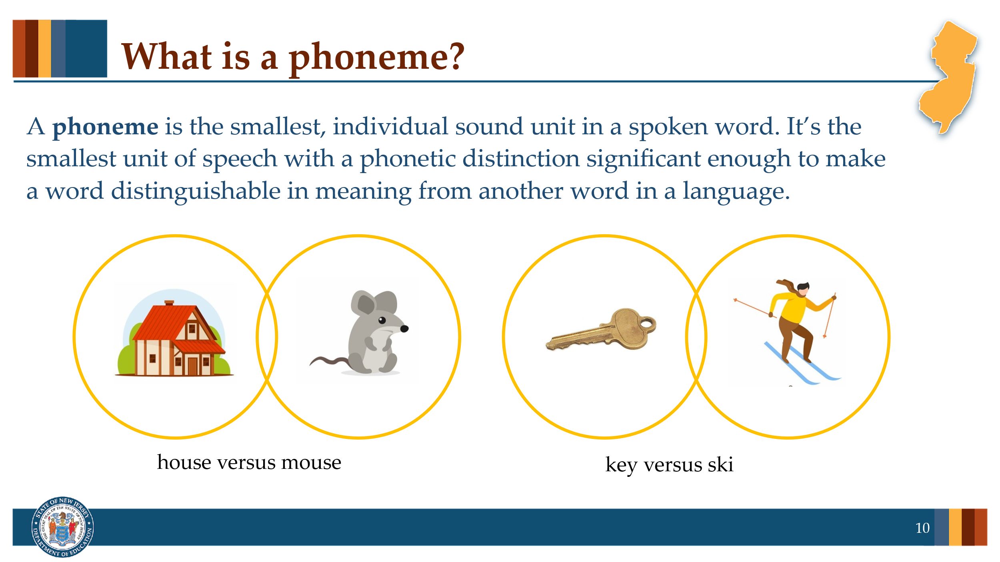 What is a phoneme?
A phoneme is the smallest, individual sound unit in a spoken word. It’s the
smallest unit of speech with a phonetic distinction significant enough to make
a word distinguishable in meaning from another word in a language.
house versus mouse
key versus ski
STATE OF NEW JERSEY
THE GREAT SEAL OF THE STATE OF NEW JERSEY
DEPARTMENT OF EDUCATION
10